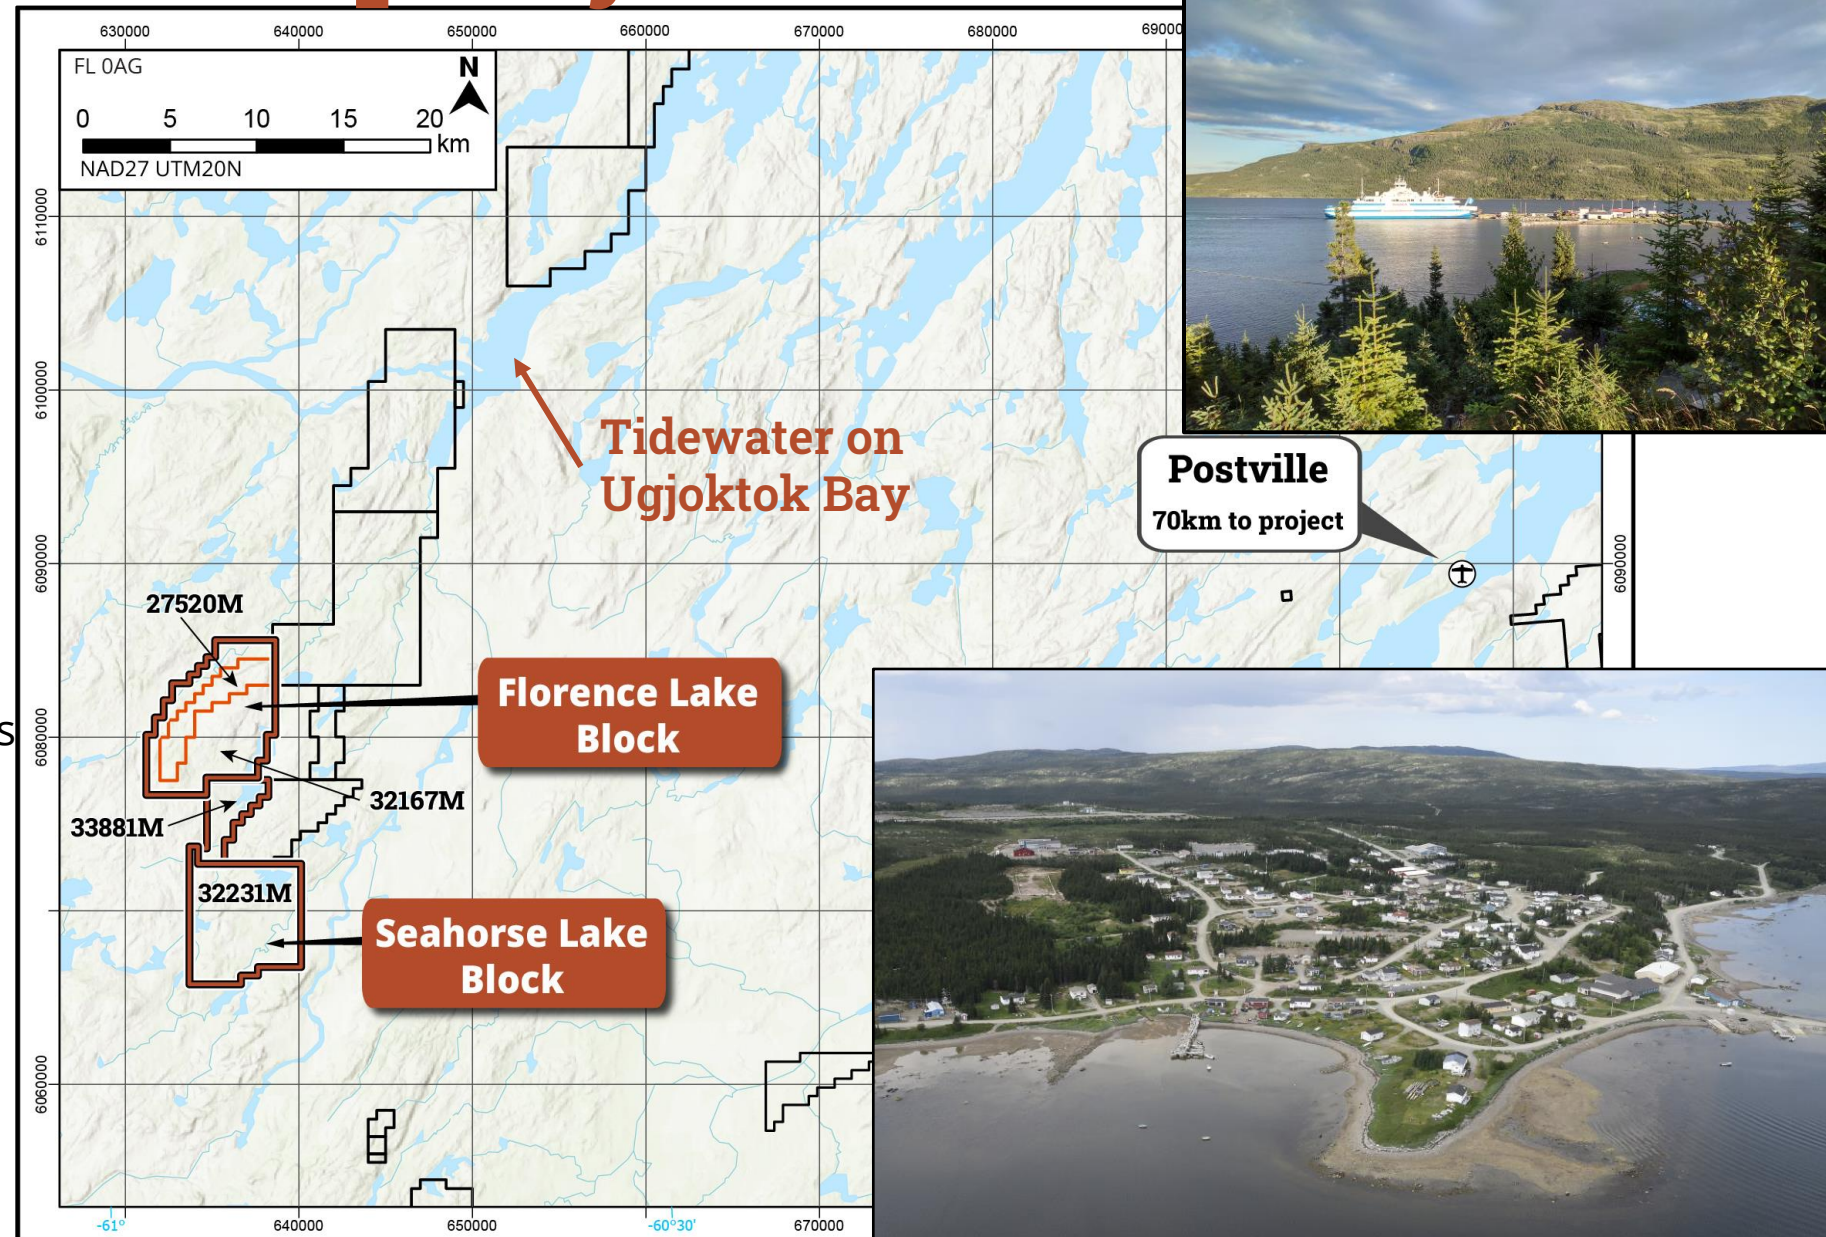 630000
640000
650000
660000
670000
680000
690000
FL 0AG
N
0 5 10 15 20
km
NAD27 UTM20N
6110000
6100000
Tidewater on
Ugjoktok Bay
Postville
70km to project
6090000
6090000
27520M
Florence Lake
Block
s
6080000
32167M
33881M
32231M
Seahorse Lake
Block
6060000
-61°
640000
650000
-60°30'
670000